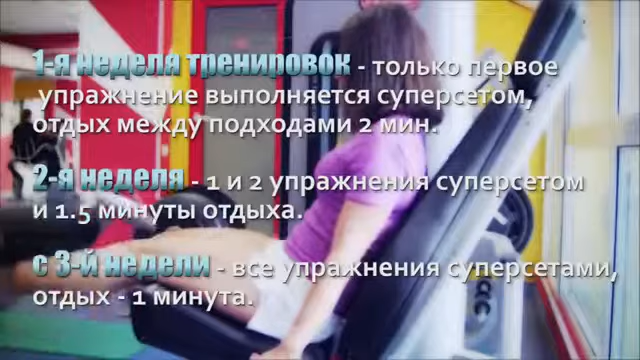 1-я неделя тренировок - только первое
упражнение выполняется суперсетом,
отдых между подходами 2 мин.
2-я неделя - 1 и 2 упражнения суперсетом
и 1.5 минуты отдыха.
с 3-й недели - все упражнения суперсетами,
отдых - 1 минута.